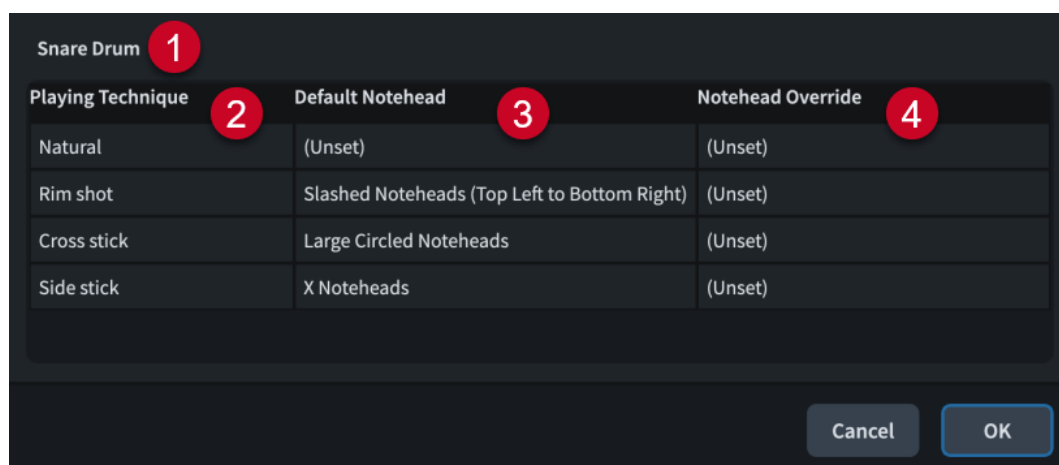 Snare Drum 1
Playing Technique 2 Default Notehead 3 Notehead Override 4
Natural (Unset) (Unset)
Rim shot Slashed Noteheads (Top Left to Bottom Right) (Unset)
Cross stick Large Circled Noteheads (Unset)
Side stick X Noteheads (Unset)
Cancel OK